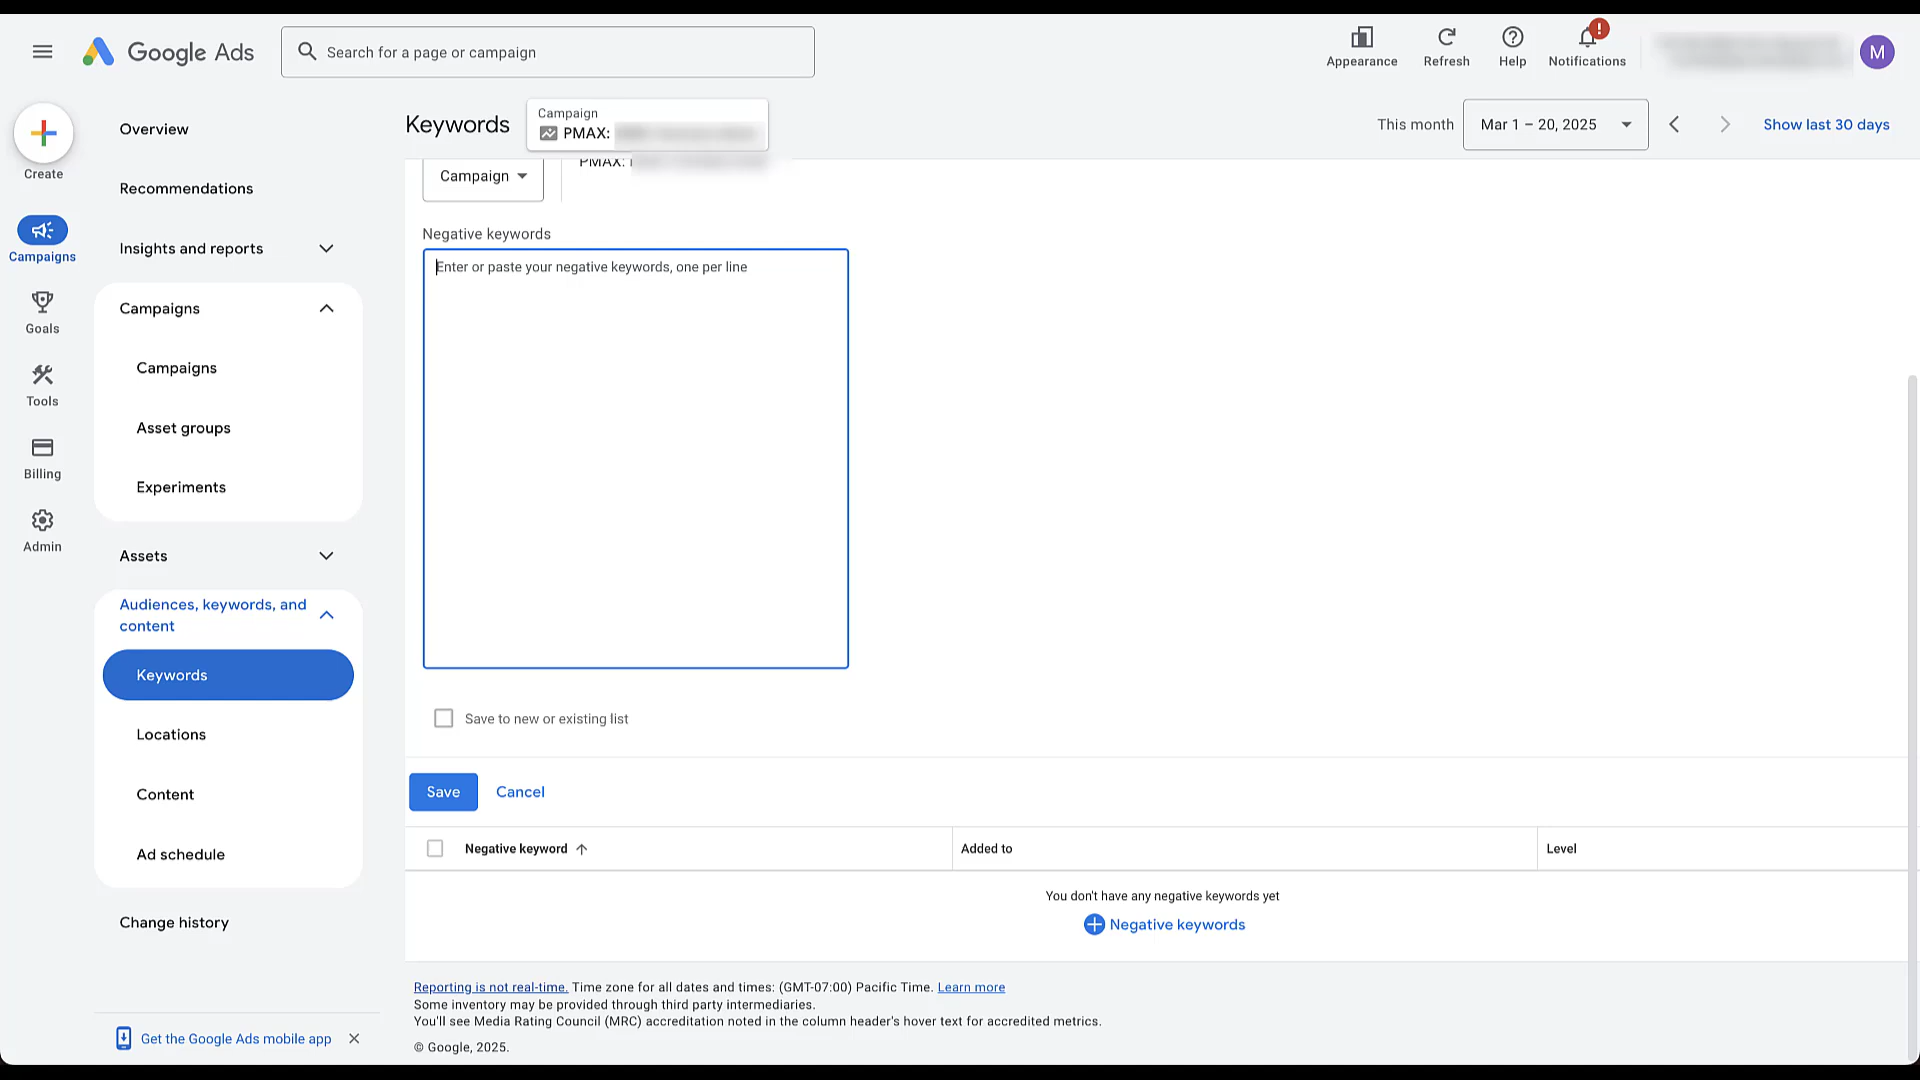 Google Ads
Search for a page or campaign
Appearance
Refresh
Help
Notifications
!
M
Create
Campaigns
Goals
Tools
Billing
Admin
Overview
Recommendations
Insights and reports
Campaigns
Campaigns
Asset groups
Experiments
Assets
Audiences, keywords, and
content
Keywords
Locations
Content
Ad schedule
Change history
Get the Google Ads mobile app
Keywords
Campaign
PMAX:
This month
Mar 1 – 20, 2025
Show last 30 days
Campaign
PMAX:
Negative keywords
Enter or paste your negative keywords, one per line
Save to new or existing list
Save
Cancel
Negative keyword
Added to
Level
You don't have any negative keywords yet
Negative keywords
Reporting is not real-time. Time zone for all dates and times: (GMT-07:00) Pacific Time. Learn more
Some inventory may be provided through third party intermediaries.
You'll see Media Rating Council (MRC) accreditation noted in the column header's hover text for accredited metrics.
© Google, 2025.